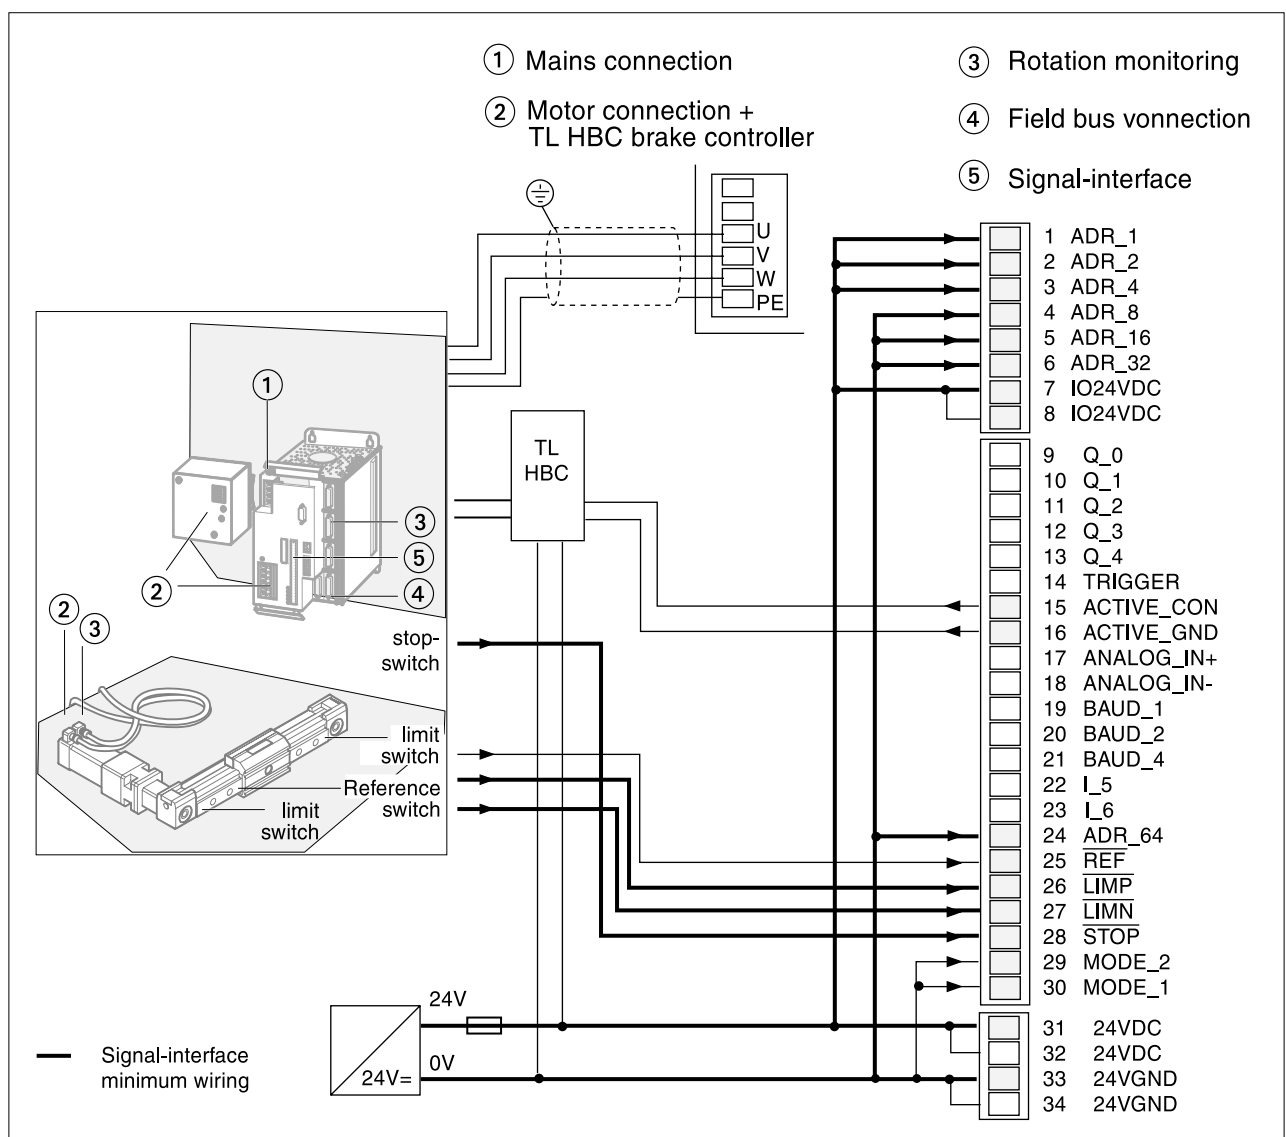 1 Mains connection
2 Motor connection +
TL HBC brake controller
3 Rotation monitoring
4 Field bus vonnection
5 Signal-interface
U
V
W
PE
1 ADR_1
2 ADR_2
3 ADR_4
4 ADR_8
5 ADR_16
6 ADR_32
7 IO24VDC
8 IO24VDC
9 Q_0
10 Q_1
11 Q_2
12 Q_3
13 Q_4
14 TRIGGER
15 ACTIVE_CON
16 ACTIVE_GND
17 ANALOG_IN+
18 ANALOG_IN-
19 BAUD_1
20 BAUD_2
21 BAUD_4
22 I_5
23 I_6
24 ADR_64
25 REF
26 LIMP
27 LIMN
28 STOP
29 MODE_2
30 MODE_1
31 24VDC
32 24VDC
33 24VGND
34 24VGND
TL
HBC
1
3
5
4
2
2
3
stop-
switch
limit
switch
Reference
switch
limit
switch
24V
0V
24V=
Signal-interface
minimum wiring